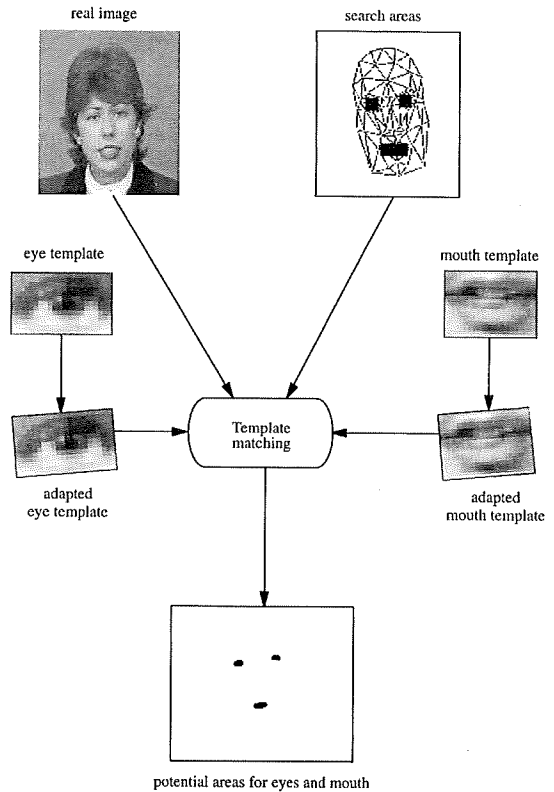 real image
search areas
eye template
mouth template
Template
matching
adapted
eye template
adapted
mouth template
potential areas for eyes and mouth